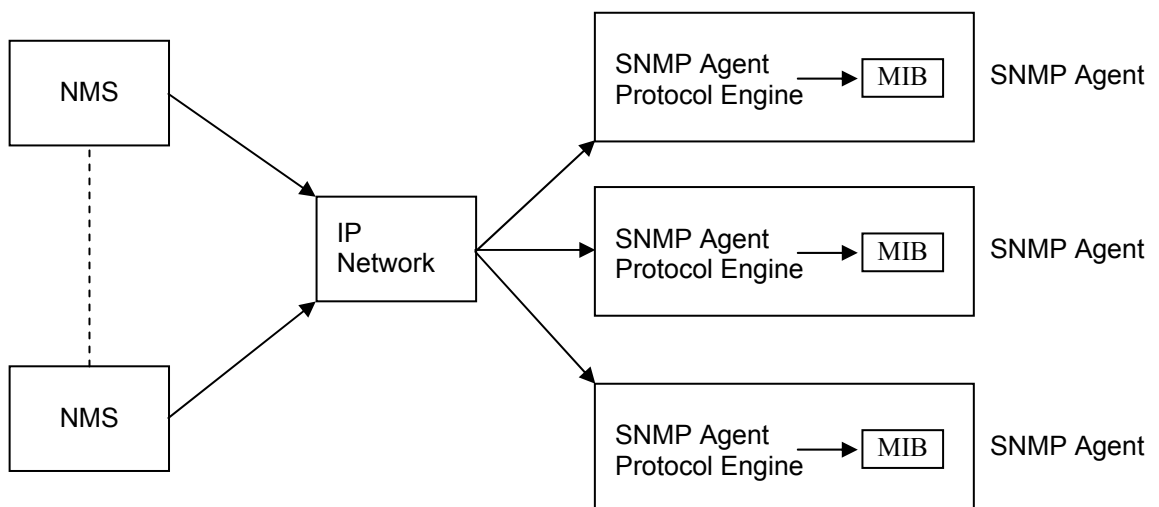 NMS
SNMP Agent
Protocol Engine
MIB
SNMP Agent
IP
Network
SNMP Agent
Protocol Engine
MIB
SNMP Agent
NMS
SNMP Agent
Protocol Engine
MIB
SNMP Agent